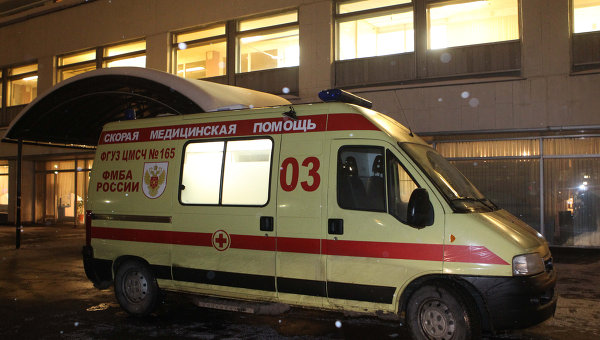 СКОРАЯ МЕДИЦИНСКАЯ ПОМОЩЬ
ФГУЗ ЦМСЧ №165
ФМБА
РОССИИ
03